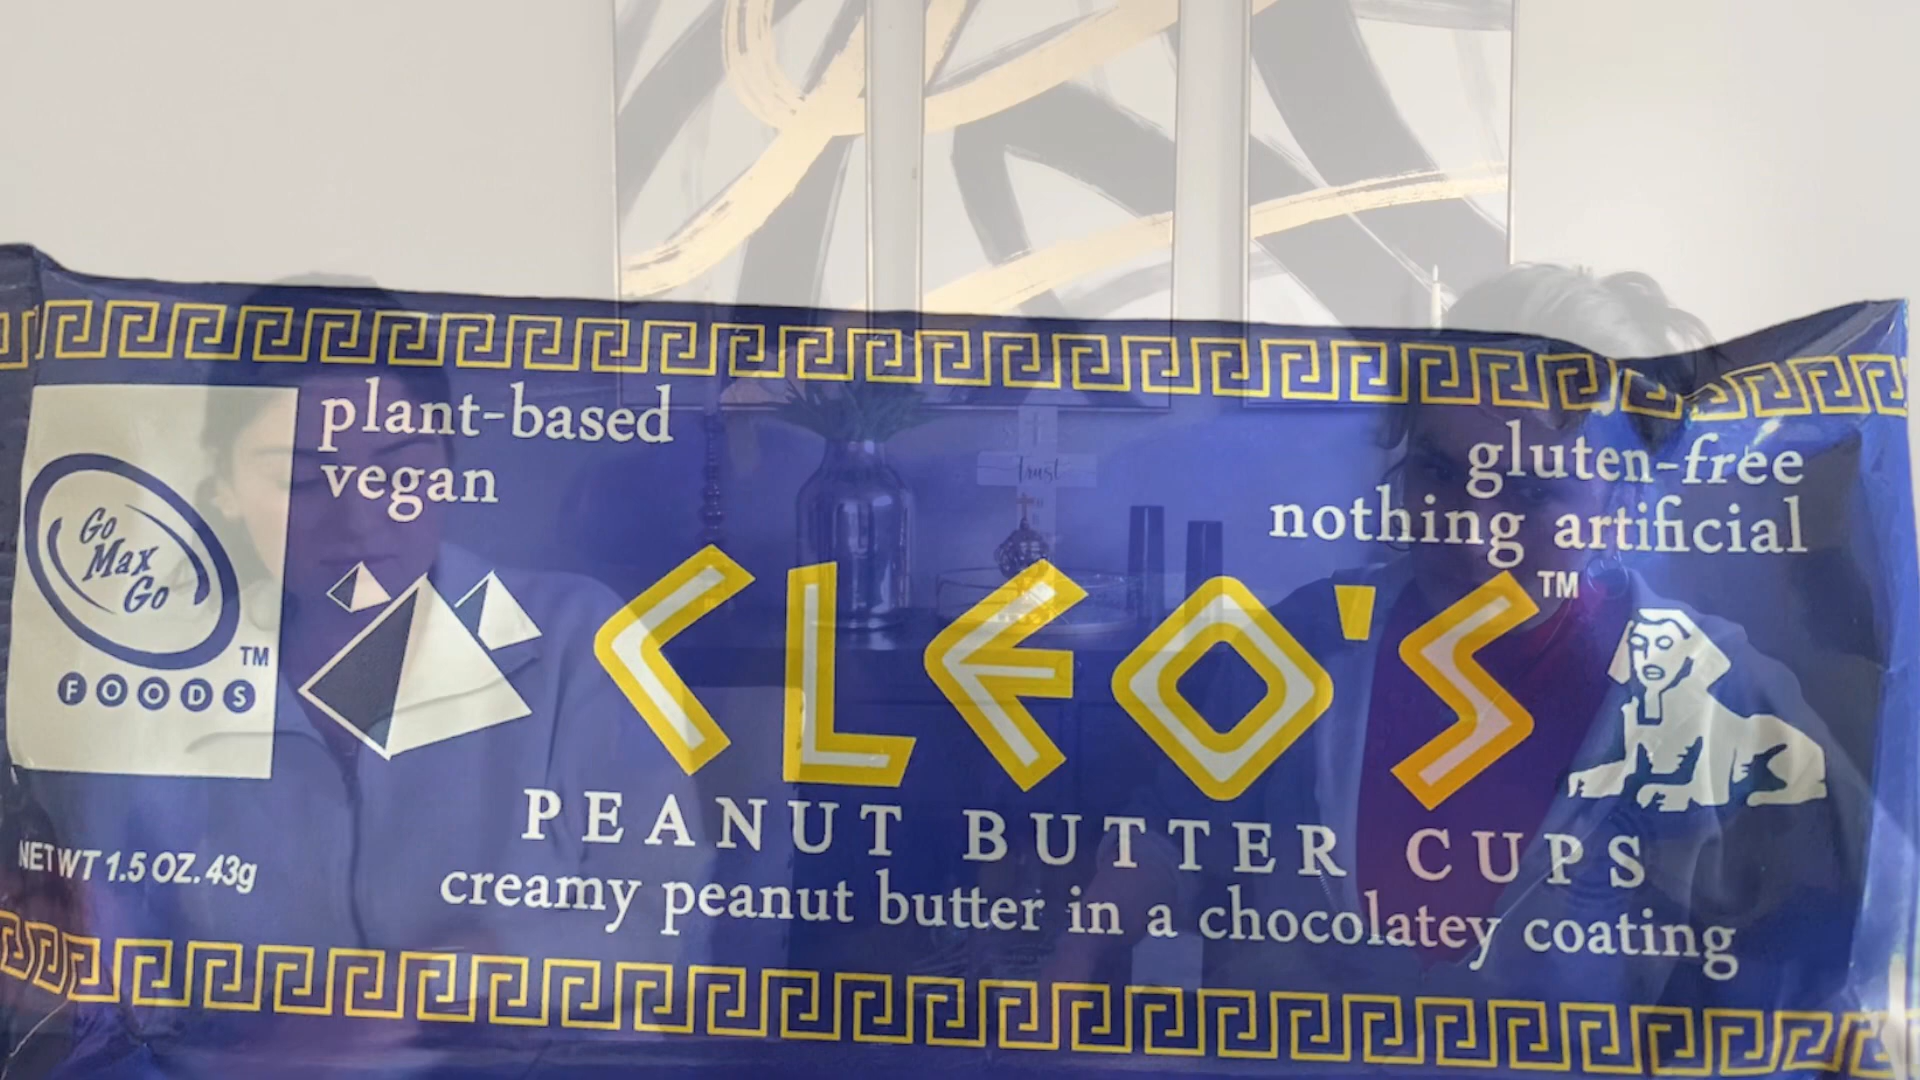 plant-based
vegan
gluten-free
nothing artificial
Go
Max
Go
TM
FOODS
CLEO'S
TM
PEANUT BUTTER CUPS
creamy peanut butter in a chocolatey coating
NET WT 1.5 OZ. 43g
Trust